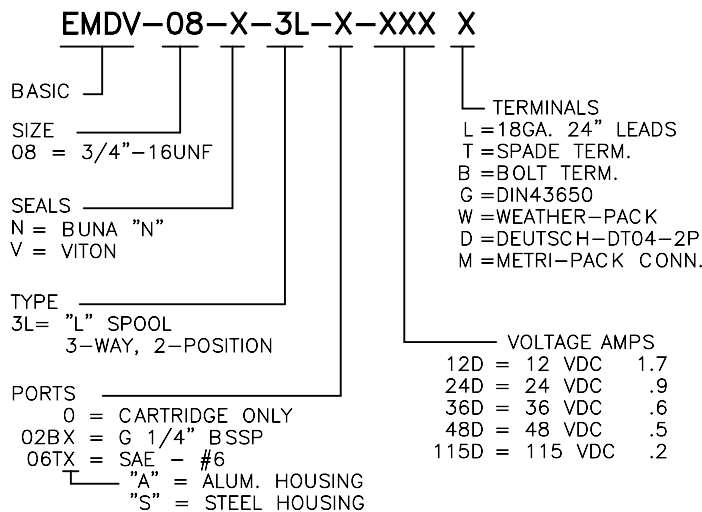 EMDV-08-X-3L-X-XXX X
BASIC
SIZE
08 = 3/4"-16UNF
SEALS
N = BUNA "N"
V = VITON
TYPE
3L= "L" SPOOL
3-WAY, 2-POSITION
PORTS
0 = CARTRIDGE ONLY
02BX = G 1/4" BSSP
06TX = SAE - #6
"A" = ALUM. HOUSING
"S" = STEEL HOUSING
TERMINALS
L =18GA. 24" LEADS
T =SPADE TERM.
B =BOLT TERM.
G =DIN43650
W =WEATHER-PACK
D =DEUTSCH-DT04-2P
M =METRI-PACK CONN.
VOLTAGE AMPS
12D = 12 VDC 1.7
24D = 24 VDC .9
36D = 36 VDC .6
48D = 48 VDC .5
115D = 115 VDC .2